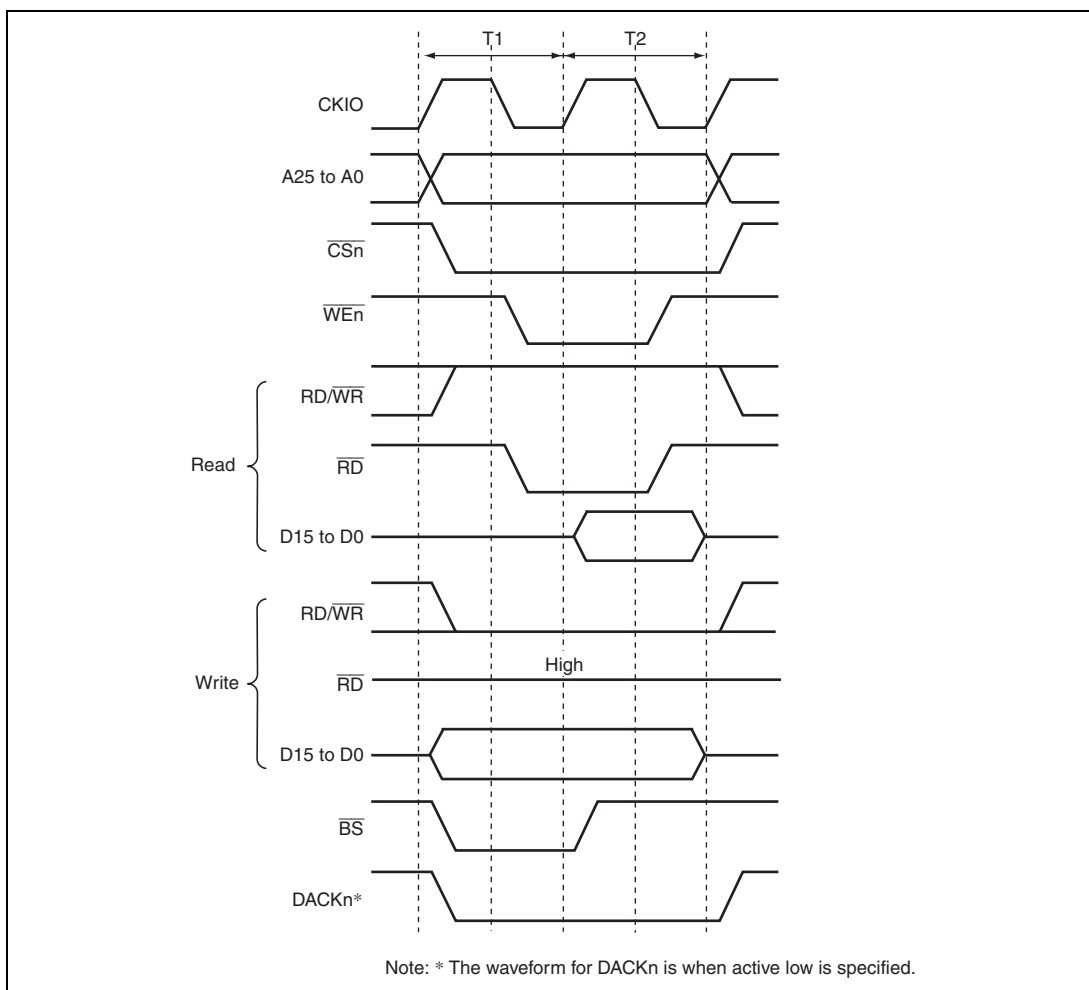 T1 T2
CKIO
A25 to A0
CSn
WEn
RD/WR
Read
RD
D15 to D0
RD/WR
High
Write
RD
D15 to D0
BS
DACKn*
Note: * The waveform for DACKn is when active low is specified.